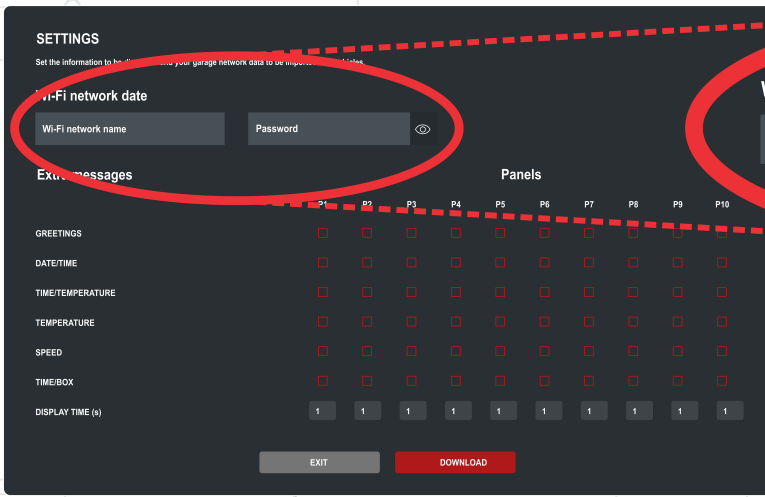 SETTINGS
Set the information to be and your garage network data to be
Wi-Fi network date
W
Wi-Fi network name
Password
Extra messages
Panels
P1 P2 P3 P4 P5 P6 P7 P8 P9 P10
GREETINGS
DATE/TIME
TIME/TEMPERATURE
TEMPERATURE
SPEED
TIME/BOX
DISPLAY TIME (s) 1 1 1 1 1 1 1 1 1 1
EXIT DOWNLOAD